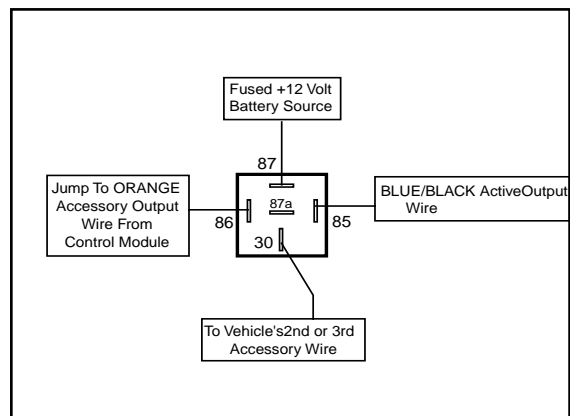 Fused +12 Volt
Battery Source
87
Jump To ORANGE
Accessory Output
Wire From
Control Module
86
87a
85
BLUE/BLACK ActiveOutput
Wire
30
To Vehicle's2nd or 3rd
Accessory Wire